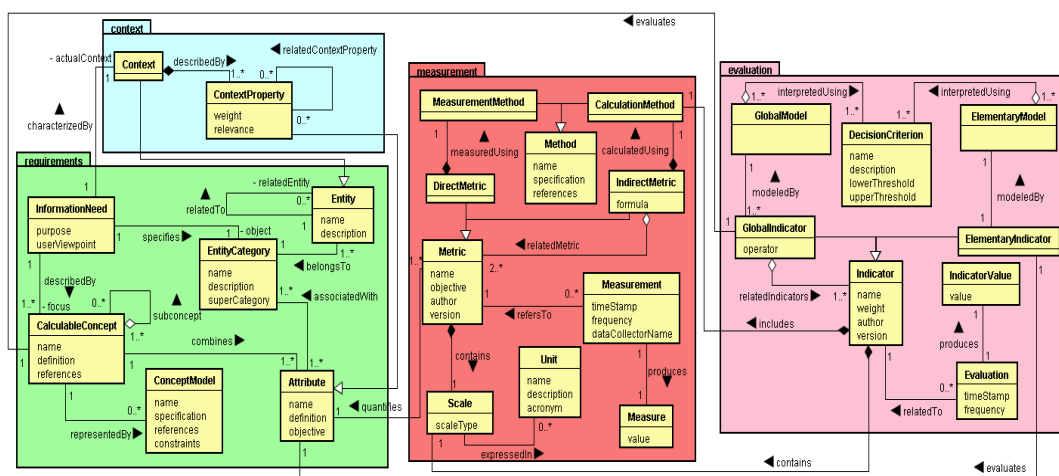 context
- actualContext
Context
describedBy
relatedContextProperty
1
1..*
0..*
ContextProperty
weight
relevance
0..*
characterizedBy
requirements
1
InformationNeed
purpose
userViewpoint
- relatedEntity
relatedTo
0..*
Entity
name
description
specifies
- object
1
1
1
1..*
belongsTo
EntityCategory
name
description
superCategory
1
describedBy
1..*
- focus
0..*
subconcept
1..*
1..*
associatedWith
CalculableConcept
name
definition
references
combines
1
1
1
1..*
1..*
ConceptModel
name
specification
references
constraints
0..*
representedBy
Attribute
name
definition
objective
1
1
quantifies
measurement
MeasurementMethod
CalculationMethod
1
1
1
measuredUsing
Method
name
specification
references
calculatedUsing
DirectMetric
IndirectMetric
formula
relatedMetric
1..*
2..*
Metric
name
objective
author
version
1
0..*
refersTo
Measurement
timeStamp
frequency
dataCollectorName
contains
1
1
produces
Unit
name
description
acronym
Scale
scaleType
1
1
1
0..*
expressedIn
Measure
value
1
evaluates
evaluation
interpretedUsing
interpretedUsing
1..*
1..*
1..*
1..*
GlobalModel
DecisionCriterion
name
description
lowerThreshold
upperThreshold
ElementaryModel
1
1
modeledBy
modeledBy
1..*
1
1
GlobalIndicator
operator
ElementaryIndicator
relatedIndicators
1..*
Indicator
name
weight
author
version
IndicatorValue
value
includes
1
1
produces
1
1
Evaluation
timeStamp
frequency
0..*
relatedTo
contains
evaluates
1